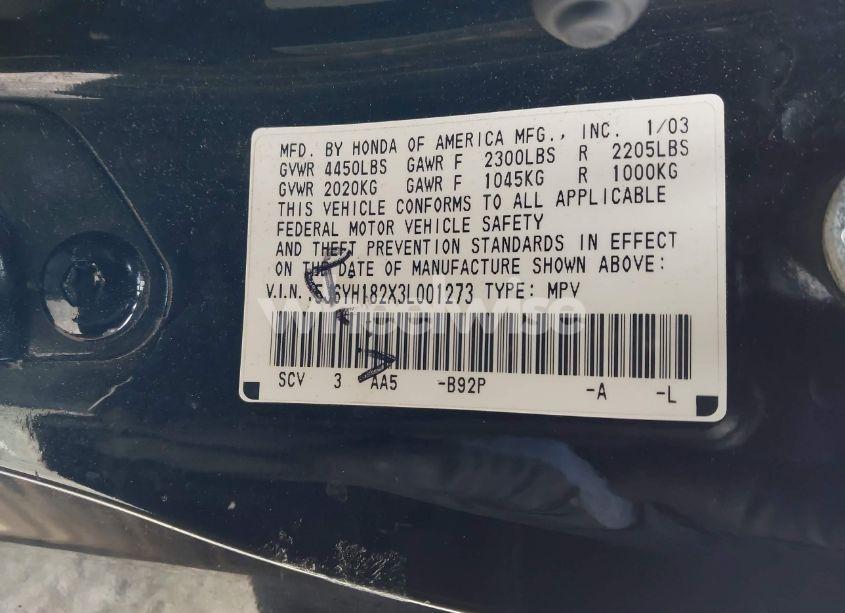 MFD. BY HONDA OF AMERICA MFG., INC. 1/03
GVWR 4450LBS GAWR F 2300LBS R 2205LBS
GVWR 2020KG GAWR F 1045KG R 1000KG
THIS VEHICLE CONFORMS TO ALL APPLICABLE
FEDERAL MOTOR VEHICLE SAFETY
AND THEFT PREVENTION STANDARDS IN EFFECT
ON THE DATE OF MANUFACTURE SHOWN ABOVE:
V.I.N.: TYPE: MPV
wheelwise
SCV 3 AA5 -B92P -A -L